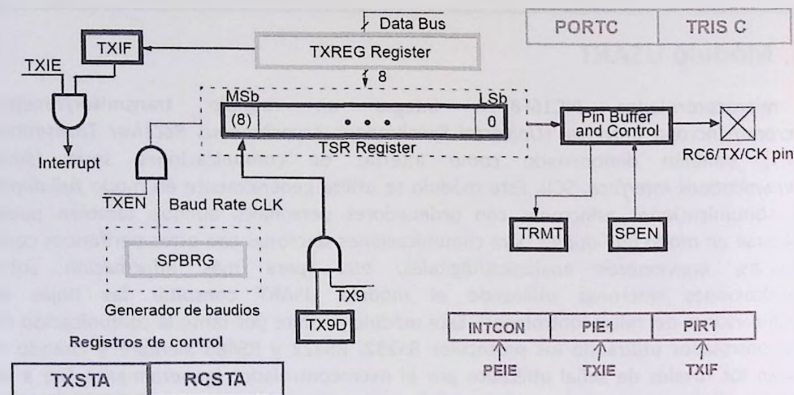 Data Bus
PORTC
TRIS C
TXIF
TXREG Register
TXIE
8
MSb
LSb
(8)
0
TSR Register
Pin Buffer
and Control
RC6/TX/CK pin
Interrupt
TXEN
Baud Rate CLK
TRMT
SPEN
SPBRG
TX9
TX9D
Generador de baudios
Registros de control
INTCON
PIE1
PIR1
PEIE
TXIE
TXIF
TXSTA
RCSTA